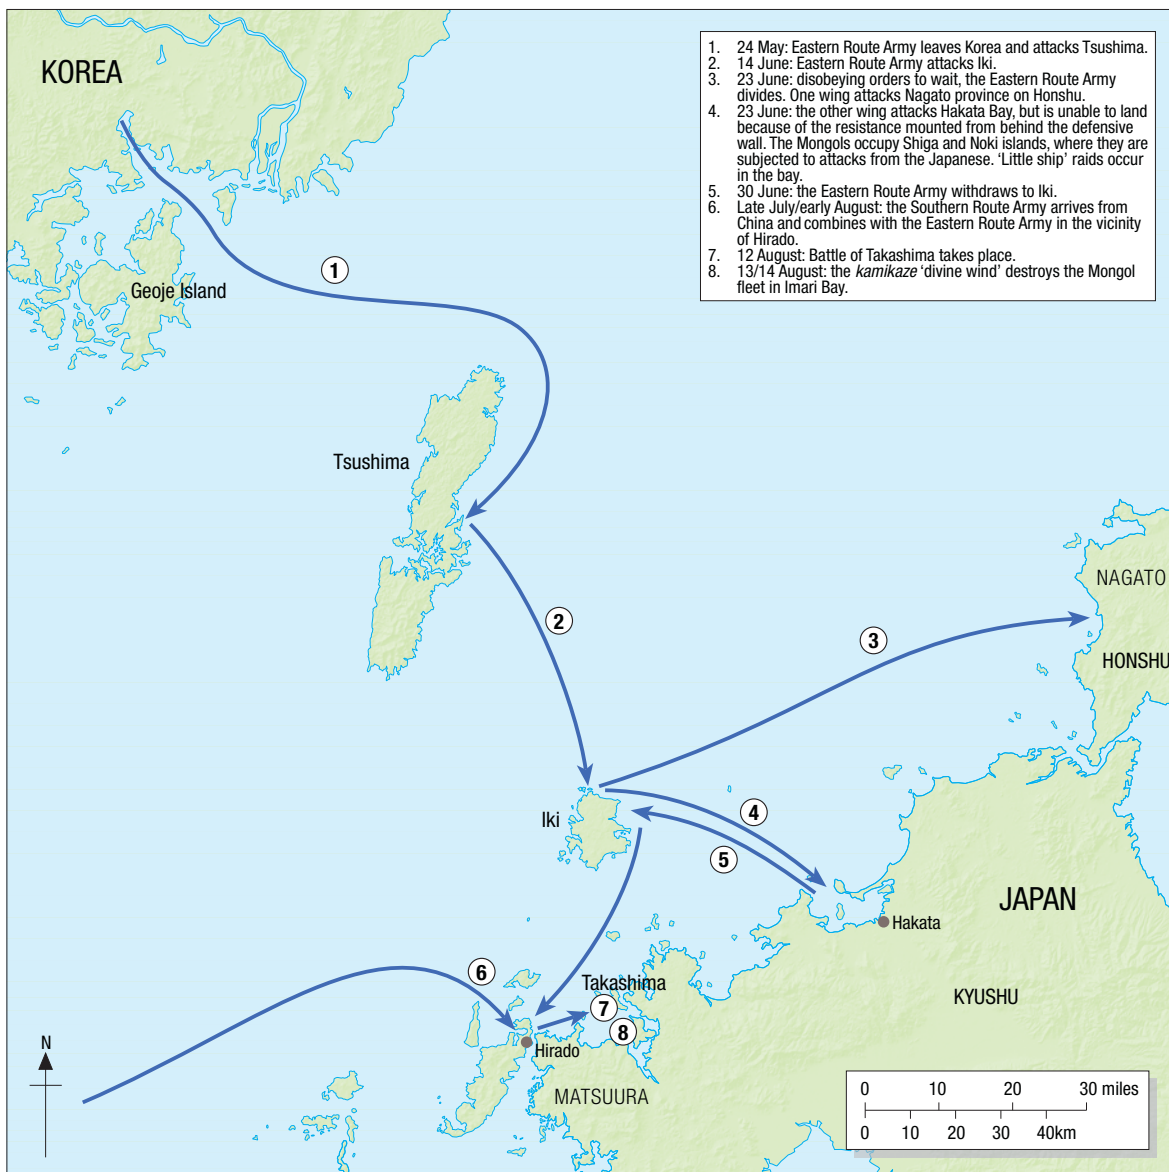 KOREA
1. 24 May: Eastern Route Army leaves Korea and attacks Tsushima.
2. 14 June: Eastern Route Army attacks Iki.
3. 23 June: disobeying orders to wait, the Eastern Route Army
divides. One wing attacks Nagato province on Honshu.
4. 23 June: the other wing attacks Hakata Bay, but is unable to land
because of the resistance mounted from behind the defensive
wall. The Mongols occupy Shiga and Noki islands, where they are
subjected to attacks from the Japanese. ‘Little ship’ raids occur
in the bay.
5. 30 June: the Eastern Route Army withdraws to Iki.
6. Late July/early August: the Southern Route Army arrives from
China and combines with the Eastern Route Army in the vicinity
of Hirado.
7. 12 August: Battle of Takashima takes place.
8. 13/14 August: the kamikaze ‘divine wind’ destroys the Mongol
fleet in Imari Bay.
1
Geoje Island
Tsushima
2
3
NAGATO
HONSHU
Iki
4
5
JAPAN
Hakata
6
Takashima
7
8
KYUSHU
N
Hirado
MATSUURA
0 10 20 30 miles
0 10 20 30 40km